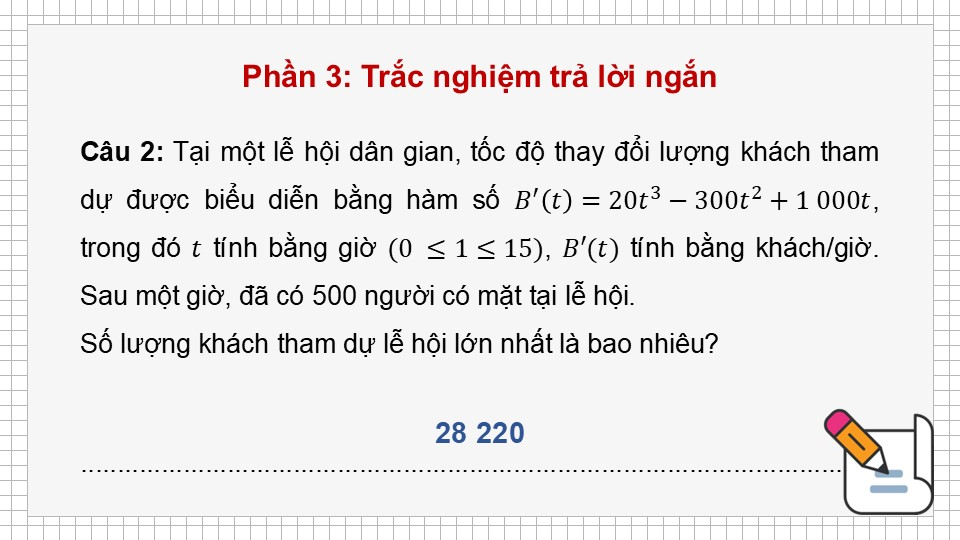 Phần 3: Trắc nghiệm trả lời ngắn
Câu 2: Tại một lễ hội dân gian, tốc độ thay đổi lượng khách tham
dự được biểu diễn bằng hàm số 𝐵′(𝑡) = 20𝑡³ − 300𝑡² + 1 000𝑡,
trong đó 𝑡 tính bằng giờ (0 ≤ 1 ≤ 15), 𝐵′(𝑡) tính bằng khách/giờ.
Sau một giờ, đã có 500 người có mặt tại lễ hội.
Số lượng khách tham dự lễ hội lớn nhất là bao nhiêu?
28 220